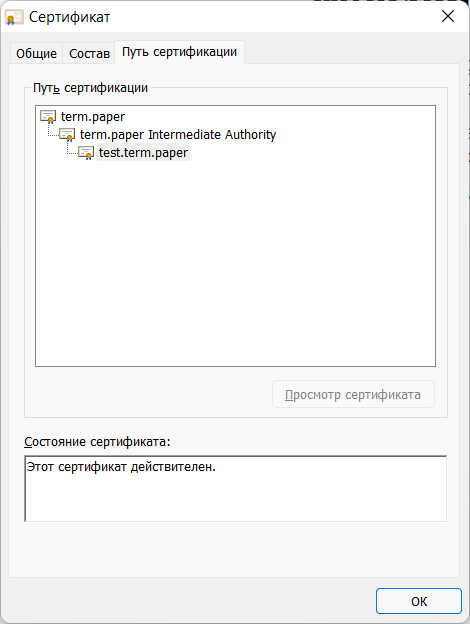 Сертификат
Общие Состав Путь сертификации
Путь сертификации
term.paper
term.paper Intermediate Authority
test.term.paper
Просмотр сертификата
Состояние сертификата:
Этот сертификат действителен.
ОК